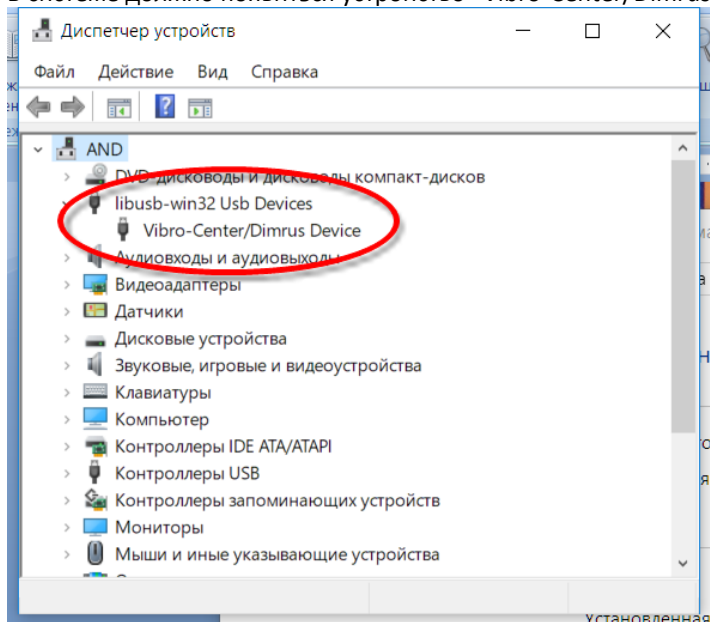 Диспетчер устройств
Файл Действие Вид Справка
AND
DVD-дисководы и дисководы компакт-дисков
libusb-win32 Usb Devices
Vibro-Center/Dimrus Device
Аудиовходы и аудиовыходы
Видеоадаптеры
Датчики
Дисковые устройства
Звуковые, игровые и видеоустройства
Клавиатуры
Компьютер
Контроллеры IDE ATA/ATAPI
Контроллеры USB
Контроллеры запоминающих устройств
Мониторы
Мыши и иные указывающие устройства
Установленная